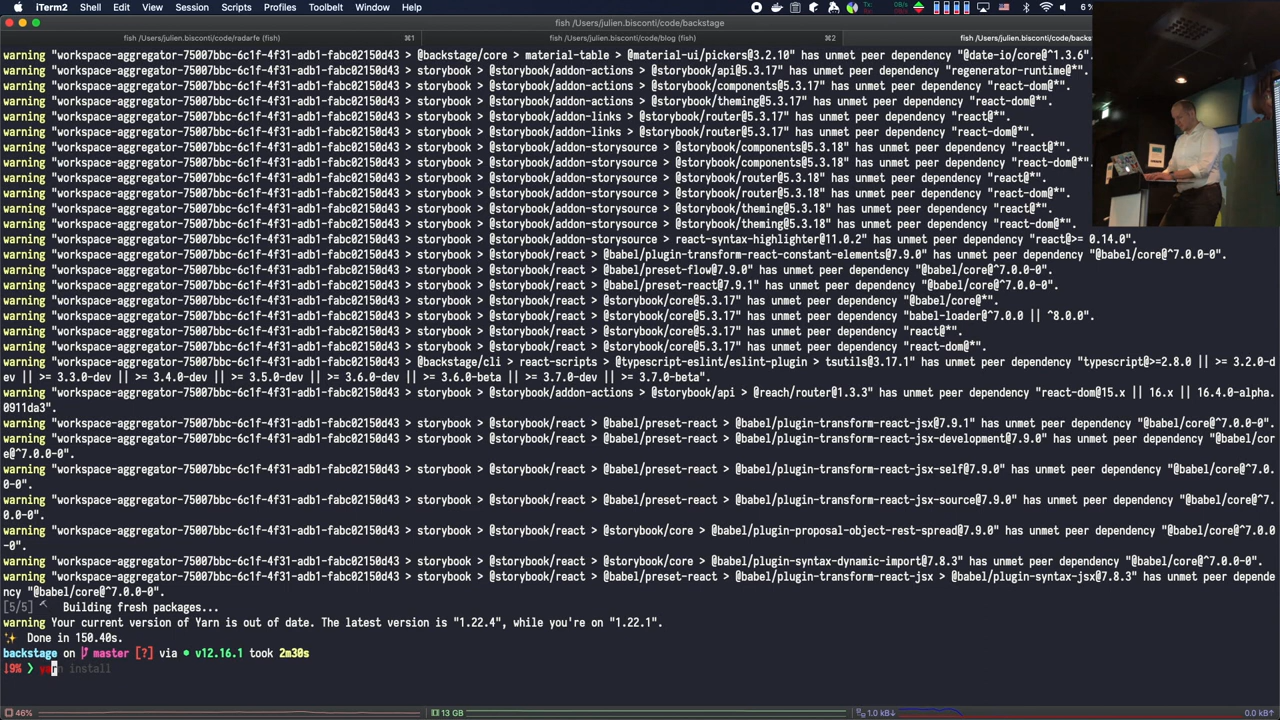 iTerm2 Shell Edit View Session Scripts Profiles Toolbelt Window Help 6 %
fish /Users/julien.bisconti/code/backstage
fish /Users/julien.bisconti/code/radarfe (fish) ⌘1 fish /Users/julien.bisconti/code/blog (fish) ⌘2 fish /Users/julien.bisconti/code/backst
warning "workspace-aggregator-75007bbc-6c1f-4f31-adb1-fabc02150d43 > @backstage/core > material-table > @material-ui/pickers@3.2.10" has unmet peer dependency "@date-io/core@^1.3.6"
warning "workspace-aggregator-75007bbc-6c1f-4f31-adb1-fabc02150d43 > storybook > @storybook/addon-actions > @storybook/api@5.3.17" has unmet peer dependency "regenerator-runtime@*".
warning "workspace-aggregator-75007bbc-6c1f-4f31-adb1-fabc02150d43 > storybook > @storybook/addon-actions > @storybook/components@5.3.17" has unmet peer dependency "react-dom@*".
warning "workspace-aggregator-75007bbc-6c1f-4f31-adb1-fabc02150d43 > storybook > @storybook/addon-actions > @storybook/theming@5.3.17" has unmet peer dependency "react-dom@*".
warning "workspace-aggregator-75007bbc-6c1f-4f31-adb1-fabc02150d43 > storybook > @storybook/addon-links > @storybook/router@5.3.17" has unmet peer dependency "react@*".
warning "workspace-aggregator-75007bbc-6c1f-4f31-adb1-fabc02150d43 > storybook > @storybook/addon-links > @storybook/router@5.3.17" has unmet peer dependency "react-dom@*".
warning "workspace-aggregator-75007bbc-6c1f-4f31-adb1-fabc02150d43 > storybook > @storybook/addon-storysource > @storybook/components@5.3.18" has unmet peer dependency "react@*".
warning "workspace-aggregator-75007bbc-6c1f-4f31-adb1-fabc02150d43 > storybook > @storybook/addon-storysource > @storybook/components@5.3.18" has unmet peer dependency "react-dom@*
warning "workspace-aggregator-75007bbc-6c1f-4f31-adb1-fabc02150d43 > storybook > @storybook/addon-storysource > @storybook/router@5.3.18" has unmet peer dependency "react@*".
warning "workspace-aggregator-75007bbc-6c1f-4f31-adb1-fabc02150d43 > storybook > @storybook/addon-storysource > @storybook/router@5.3.18" has unmet peer dependency "react-dom@*".
warning "workspace-aggregator-75007bbc-6c1f-4f31-adb1-fabc02150d43 > storybook > @storybook/addon-storysource > @storybook/theming@5.3.18" has unmet peer dependency "react@*".
warning "workspace-aggregator-75007bbc-6c1f-4f31-adb1-fabc02150d43 > storybook > @storybook/addon-storysource > @storybook/theming@5.3.18" has unmet peer dependency "react-dom@*".
warning "workspace-aggregator-75007bbc-6c1f-4f31-adb1-fabc02150d43 > storybook > @storybook/addon-storysource > react-syntax-highlighter@11.0.2" has unmet peer dependency "react@>= 0.14.0".
warning "workspace-aggregator-75007bbc-6c1f-4f31-adb1-fabc02150d43 > storybook > @storybook/react > @babel/plugin-transform-react-constant-elements@7.9.0" has unmet peer dependency "@babel/core@^7.0.0-0".
warning "workspace-aggregator-75007bbc-6c1f-4f31-adb1-fabc02150d43 > storybook > @storybook/react > @babel/preset-flow@7.9.0" has unmet peer dependency "@babel/core@^7.0.0-0".
warning "workspace-aggregator-75007bbc-6c1f-4f31-adb1-fabc02150d43 > storybook > @storybook/react > @babel/preset-react@7.9.1" has unmet peer dependency "@babel/core@^7.0.0-0".
warning "workspace-aggregator-75007bbc-6c1f-4f31-adb1-fabc02150d43 > storybook > @storybook/react > @storybook/core@5.3.17" has unmet peer dependency "@babel/core@*".
warning "workspace-aggregator-75007bbc-6c1f-4f31-adb1-fabc02150d43 > storybook > @storybook/react > @storybook/core@5.3.17" has unmet peer dependency "babel-loader@^7.0.0 || ^8.0.0".
warning "workspace-aggregator-75007bbc-6c1f-4f31-adb1-fabc02150d43 > storybook > @storybook/react > @storybook/core@5.3.17" has unmet peer dependency "react@*".
warning "workspace-aggregator-75007bbc-6c1f-4f31-adb1-fabc02150d43 > storybook > @storybook/react > @storybook/core@5.3.17" has unmet peer dependency "react-dom@*".
warning "workspace-aggregator-75007bbc-6c1f-4f31-adb1-fabc02150d43 > @backstage/cli > react-scripts > @typescript-eslint/eslint-plugin > tsutils@3.17.1" has unmet peer dependency "typescript@>=2.8.0 || >= 3.2.0-d
ev || >= 3.3.0-dev || >= 3.4.0-dev || >= 3.5.0-dev || >= 3.6.0-dev || >= 3.6.0-beta || >= 3.7.0-dev || >= 3.7.0-beta".
warning "workspace-aggregator-75007bbc-6c1f-4f31-adb1-fabc02150d43 > storybook > @storybook/addon-actions > @storybook/api > @reach/router@1.3.3" has unmet peer dependency "react-dom@15.x || 16.x || 16.4.0-alpha.
0911da3".
warning "workspace-aggregator-75007bbc-6c1f-4f31-adb1-fabc02150d43 > storybook > @storybook/react > @babel/preset-react > @babel/plugin-transform-react-jsx@7.9.1" has unmet peer dependency "@babel/core@^7.0.0-0".
warning "workspace-aggregator-75007bbc-6c1f-4f31-adb1-fabc02150d43 > storybook > @storybook/react > @babel/preset-react > @babel/plugin-transform-react-jsx-development@7.9.0" has unmet peer dependency "@babel/cor
e@^7.0.0-0".
warning "workspace-aggregator-75007bbc-6c1f-4f31-adb1-fabc02150d43 > storybook > @storybook/react > @babel/preset-react > @babel/plugin-transform-react-jsx-self@7.9.0" has unmet peer dependency "@babel/core@^7.0.
0-0".
warning "workspace-aggregator-75007bbc-6c1f-4f31-adb1-fabc02150d43 > storybook > @storybook/react > @babel/preset-react > @babel/plugin-transform-react-jsx-source@7.9.0" has unmet peer dependency "@babel/core@^7.
0.0-0".
warning "workspace-aggregator-75007bbc-6c1f-4f31-adb1-fabc02150d43 > storybook > @storybook/react > @storybook/core > @babel/plugin-proposal-object-rest-spread@7.9.0" has unmet peer dependency "@babel/core@^7.0.0
-0".
warning "workspace-aggregator-75007bbc-6c1f-4f31-adb1-fabc02150d43 > storybook > @storybook/react > @storybook/core > @babel/plugin-syntax-dynamic-import@7.8.3" has unmet peer dependency "@babel/core@^7.0.0-0".
warning "workspace-aggregator-75007bbc-6c1f-4f31-adb1-fabc02150d43 > storybook > @storybook/react > @babel/preset-react > @babel/plugin-transform-react-jsx > @babel/plugin-syntax-jsx@7.8.3" has unmet peer depende
ncy "@babel/core@^7.0.0-0".
[5/5] Building fresh packages...
warning Your current version of Yarn is out of date. The latest version is "1.22.4", while you're on "1.22.1".
✨ Done in 150.40s.
backstage on master [?] via ● v12.16.1 took 2m30s
!9% ❯ yarn install
46% 13 GB 1.0 kB↓ 0.0 kB↑